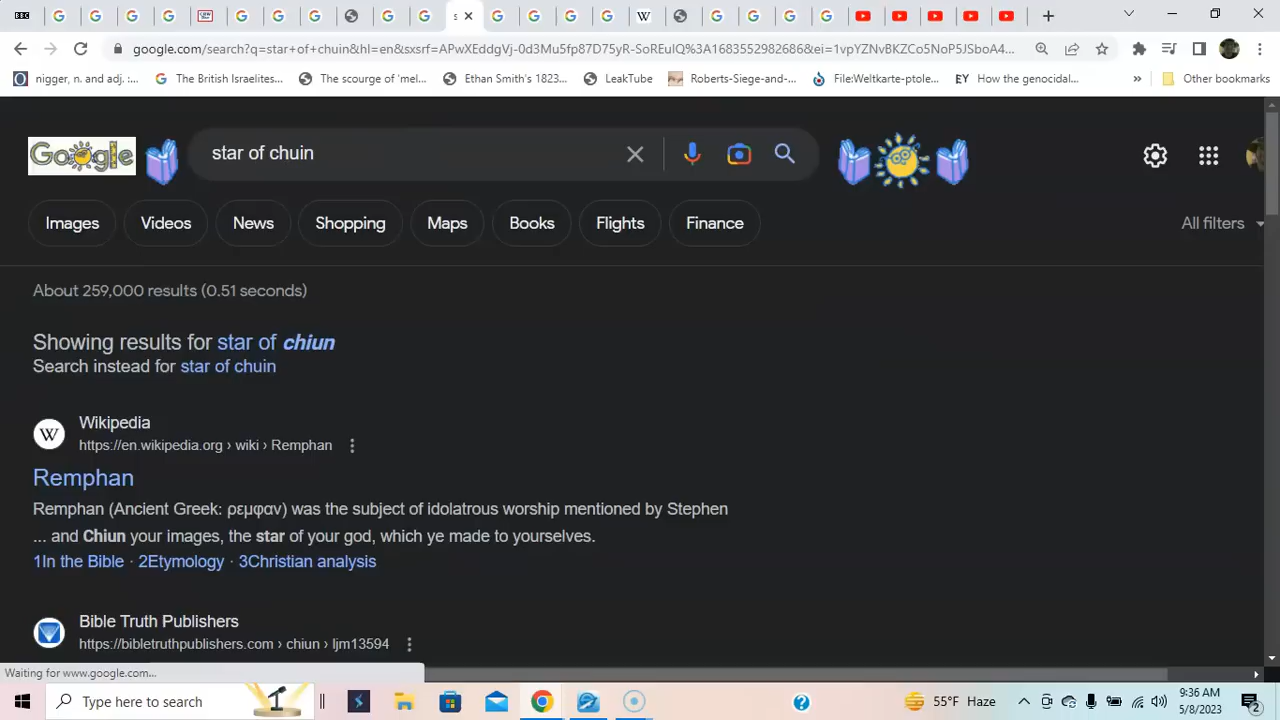 BBC
s
google.com/search?q=star+of+chuin&hl=en&sxsrf=APwXEddgVj-0d3Mu5fp87D75yR-SoREulQ%3A1683552982686&ei=1vpYZNvBKZCo5NoP5JSboA4...
nigger, n. and adj. :... The British Israelites... The scourge of 'mel... Ethan Smith's 1823... LeakTube Roberts-Siege-and-... File:Weltkarte-ptole... EY How the genocidal... » Other bookmarks
Google star of chuin
Images Videos News Shopping Maps Books Flights Finance All filters
About 259,000 results (0.51 seconds)
Showing results for star of chiun
Search instead for star of chuin
W Wikipedia
https://en.wikipedia.org › wiki › Remphan
Remphan
Remphan (Ancient Greek: ρεμφαν) was the subject of idolatrous worship mentioned by Stephen
... and Chiun your images, the star of your god, which ye made to yourselves.
1In the Bible · 2Etymology · 3Christian analysis
Bible Truth Publishers
https://bibletruthpublishers.com › chiun › ljm13594
Waiting for www.google.com...
Type here to search 55°F Haze 9:36 AM
5/8/2023 2